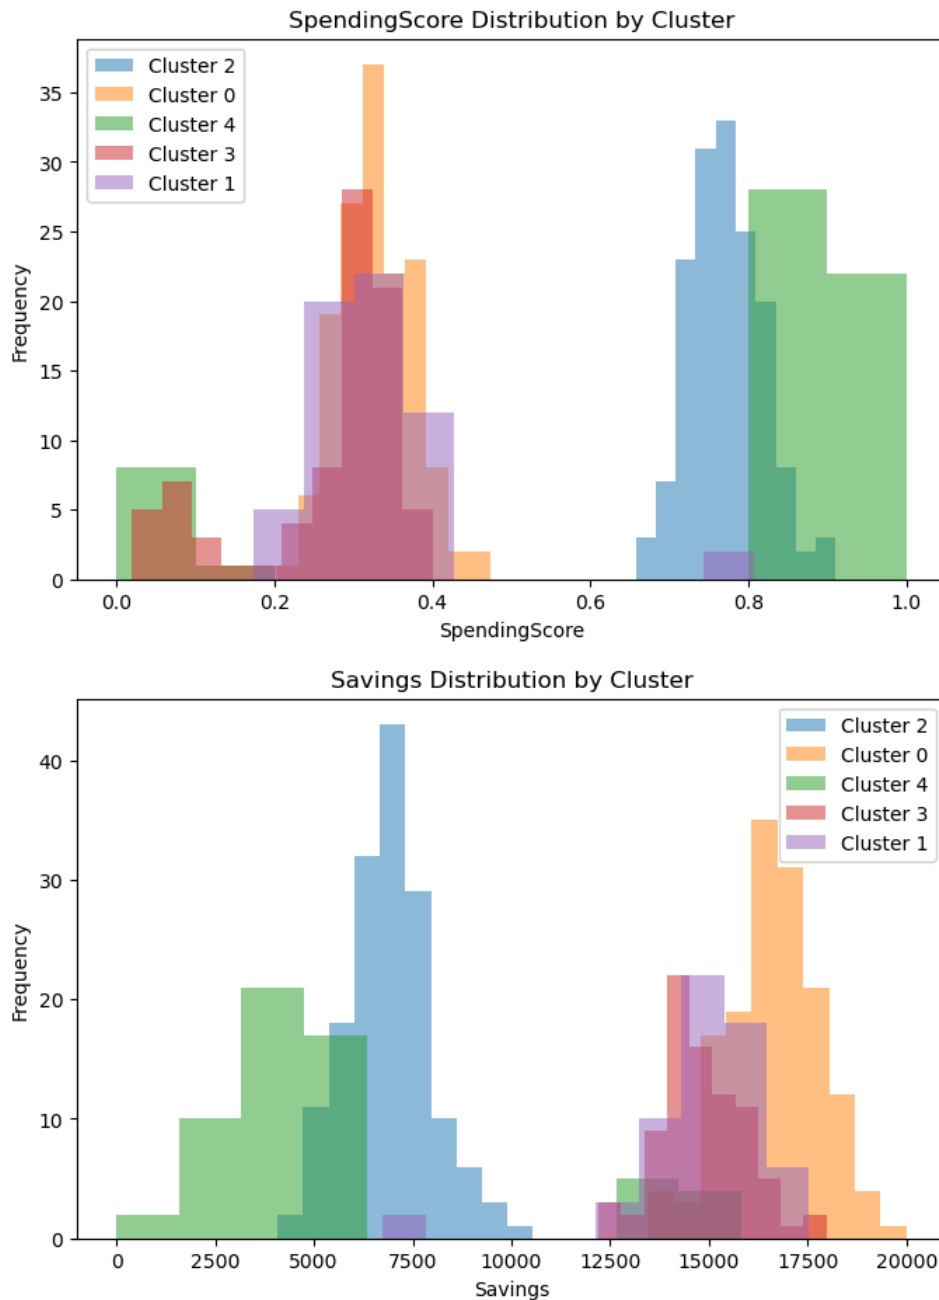 SpendingScore Distribution by Cluster
Cluster 2
Cluster 0
Cluster 4
Cluster 3
Cluster 1
Frequency
35
30
25
20
15
10
5
0
0.0 0.2 0.4 0.6 0.8 1.0
SpendingScore
Savings Distribution by Cluster
Cluster 2
Cluster 0
Cluster 4
Cluster 3
Cluster 1
Frequency
40
30
20
10
0
0 2500 5000 7500 10000 12500 15000 17500 20000
Savings